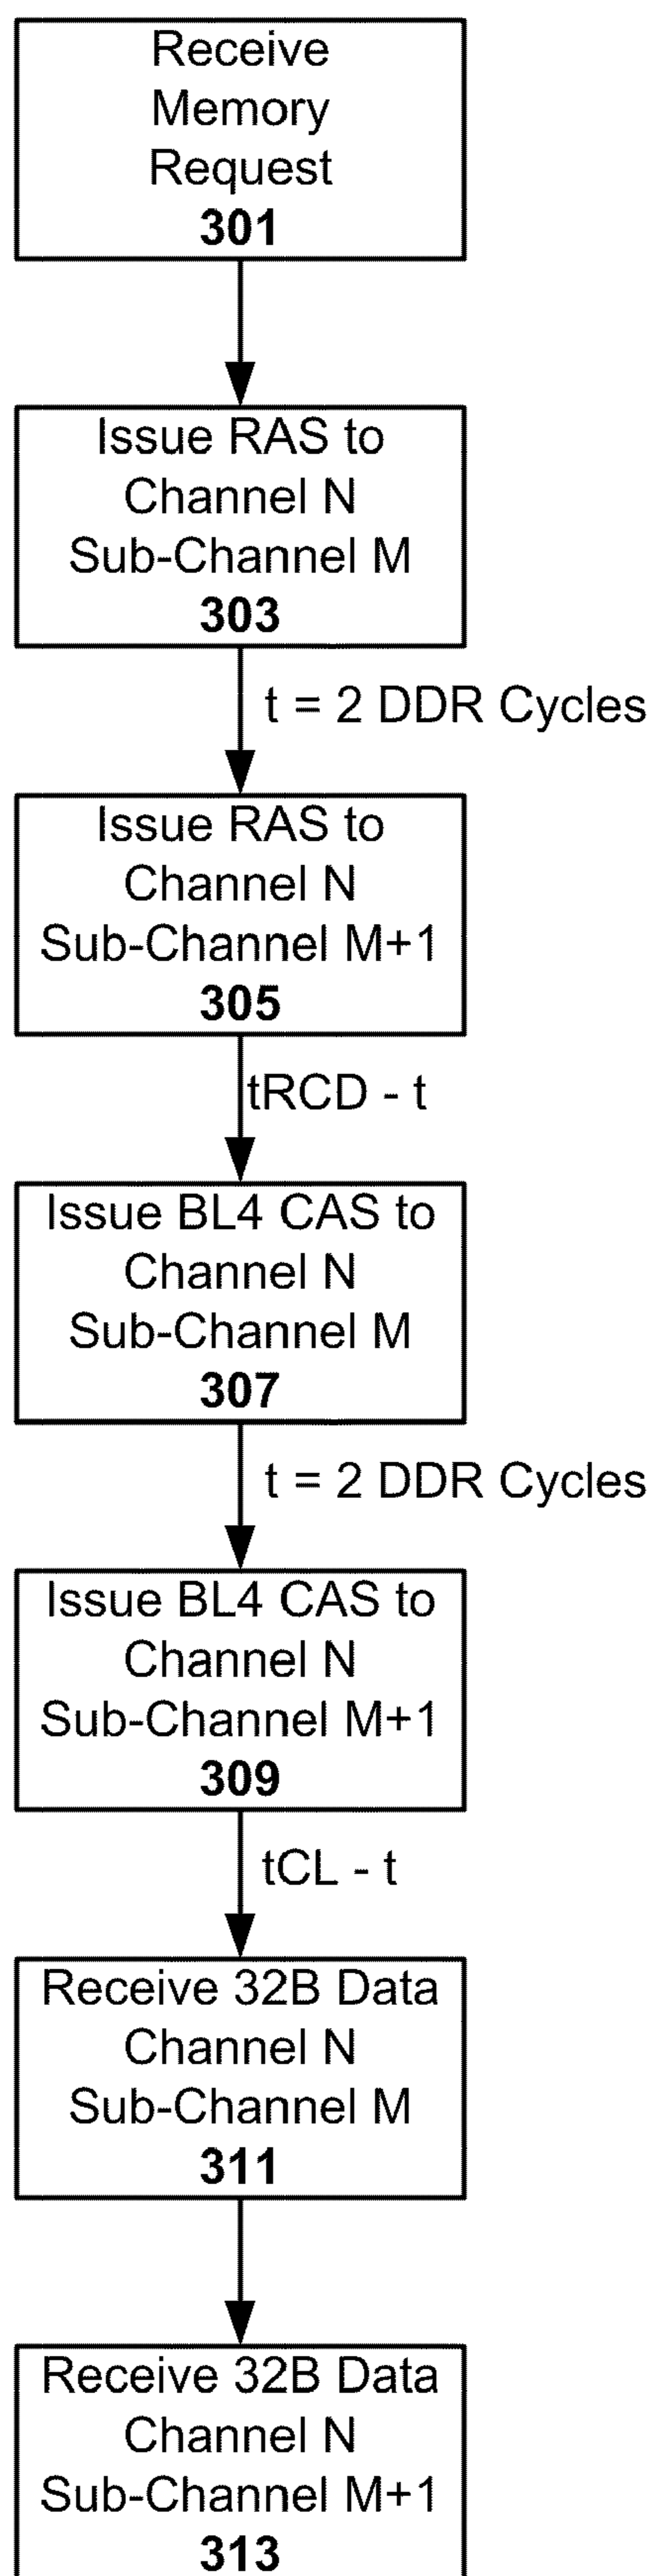 Receive
Memory
Request
301
Issue RAS to
Channel N
Sub-Channel M
303
t = 2 DDR Cycles
Issue RAS to
Channel N
Sub-Channel M+1
305
tRCD - t
Issue BL4 CAS to
Channel N
Sub-Channel M
307
t = 2 DDR Cycles
Issue BL4 CAS to
Channel N
Sub-Channel M+1
309
tCL - t
Receive 32B Data
Channel N
Sub-Channel M
311
Receive 32B Data
Channel N
Sub-Channel M+1
313